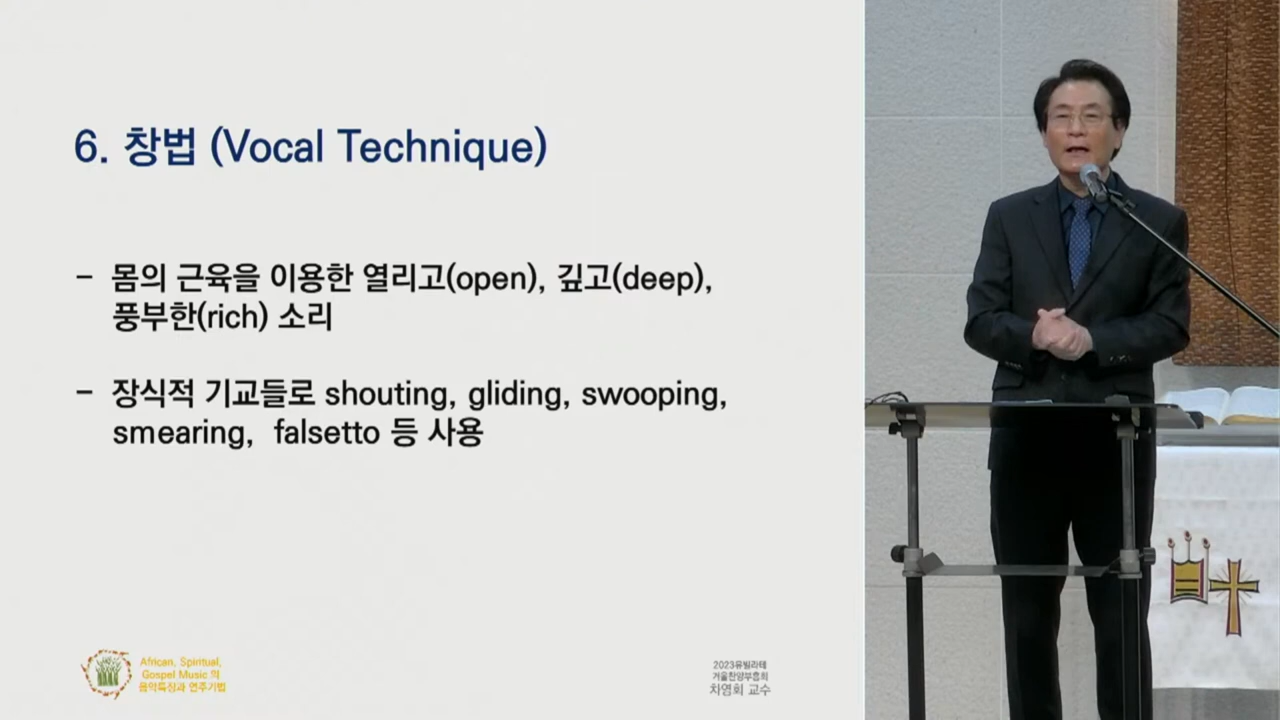 6. 창법 (Vocal Technique)
- 몸의 근육을 이용한 열리고(open), 깊고(deep),
풍부한(rich) 소리
- 장식적 기교들로 shouting, gliding, swooping,
smearing, falsetto 등 사용
African, Spiritual,
Gospel Music 의
음악특징과 연주기법
2023유빌라테
겨울찬양부흥회
차영회 교수